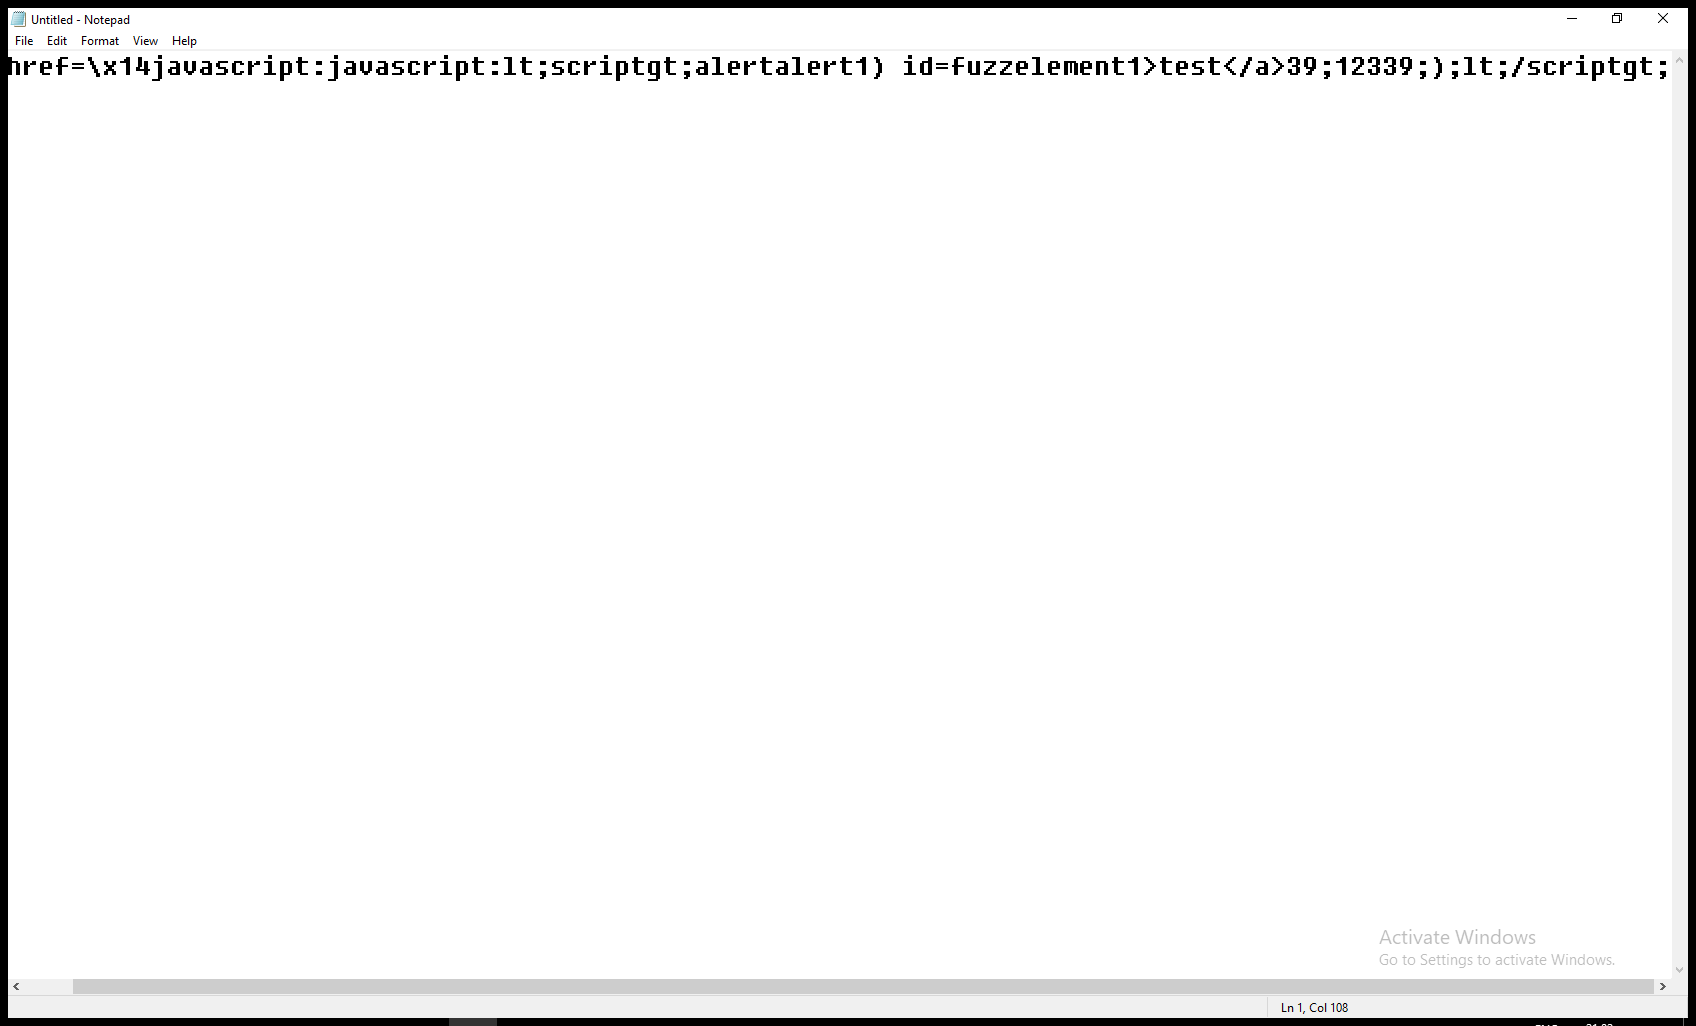 Untitled - Notepad
File Edit Format View Help
href=\x14javascript:javascript:lt;scriptgt;alertalert1) id=fuzzelement1>test</a>39;12339;);lt;/scriptgt;
Activate Windows
Go to Settings to activate Windows.
Ln 1, Col 108